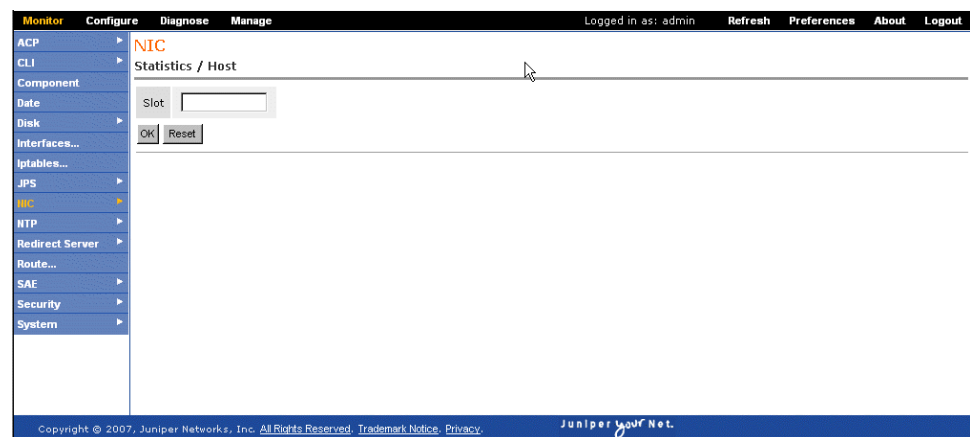 Monitor Configure Diagnose Manage Logged in as: admin Refresh Preferences About Logout
ACP
CLI
Component
Date
Disk
Interfaces...
Iptables...
JPS
NIC
NTP
Redirect Server
Route...
SAE
Security
System
NIC
Statistics / Host
Slot
OK Reset
Copyright © 2007, Juniper Networks, Inc. All Rights Reserved. Trademark Notice. Privacy.
Juniper your Net.